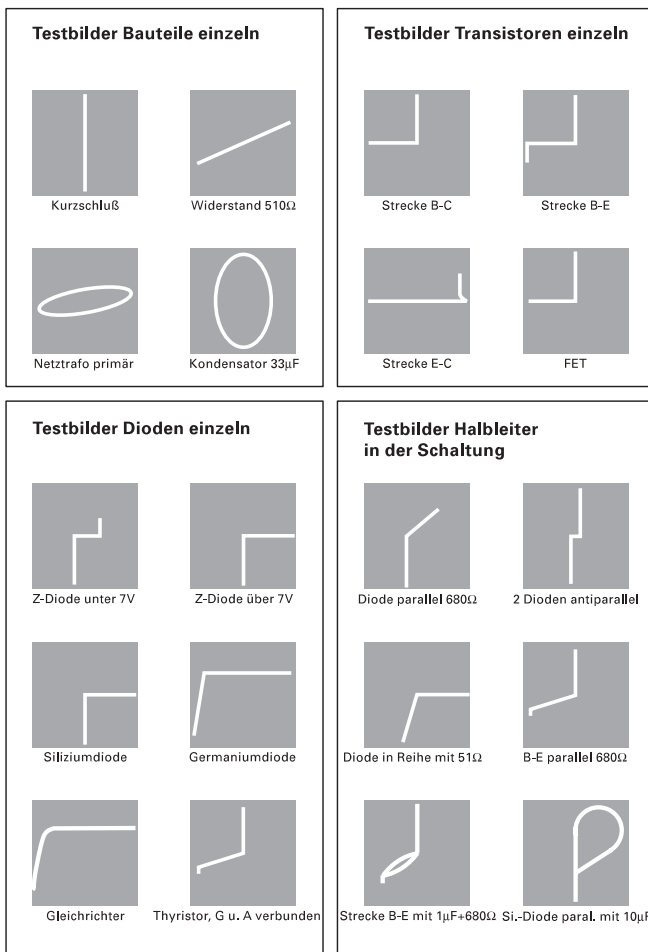 Testbilder Bauteile einzeln
Kurzschluß
Widerstand 510Ω
Netztrafo primär
Kondensator 33µF
Testbilder Transistoren einzeln
Strecke B-C
Strecke B-E
Strecke E-C
FET
Testbilder Dioden einzeln
Z-Diode unter 7V
Z-Diode über 7V
Siliziumdiode
Germaniumdiode
Gleichrichter
Thyristor, G u. A verbunden
Testbilder Halbleiter
in der Schaltung
Diode parallel 680Ω
2 Dioden antiparallel
Diode in Reihe mit 51Ω
B-E parallel 680Ω
Strecke B-E mit 1µF+680Ω
Si.-Diode paral. mit 10µF